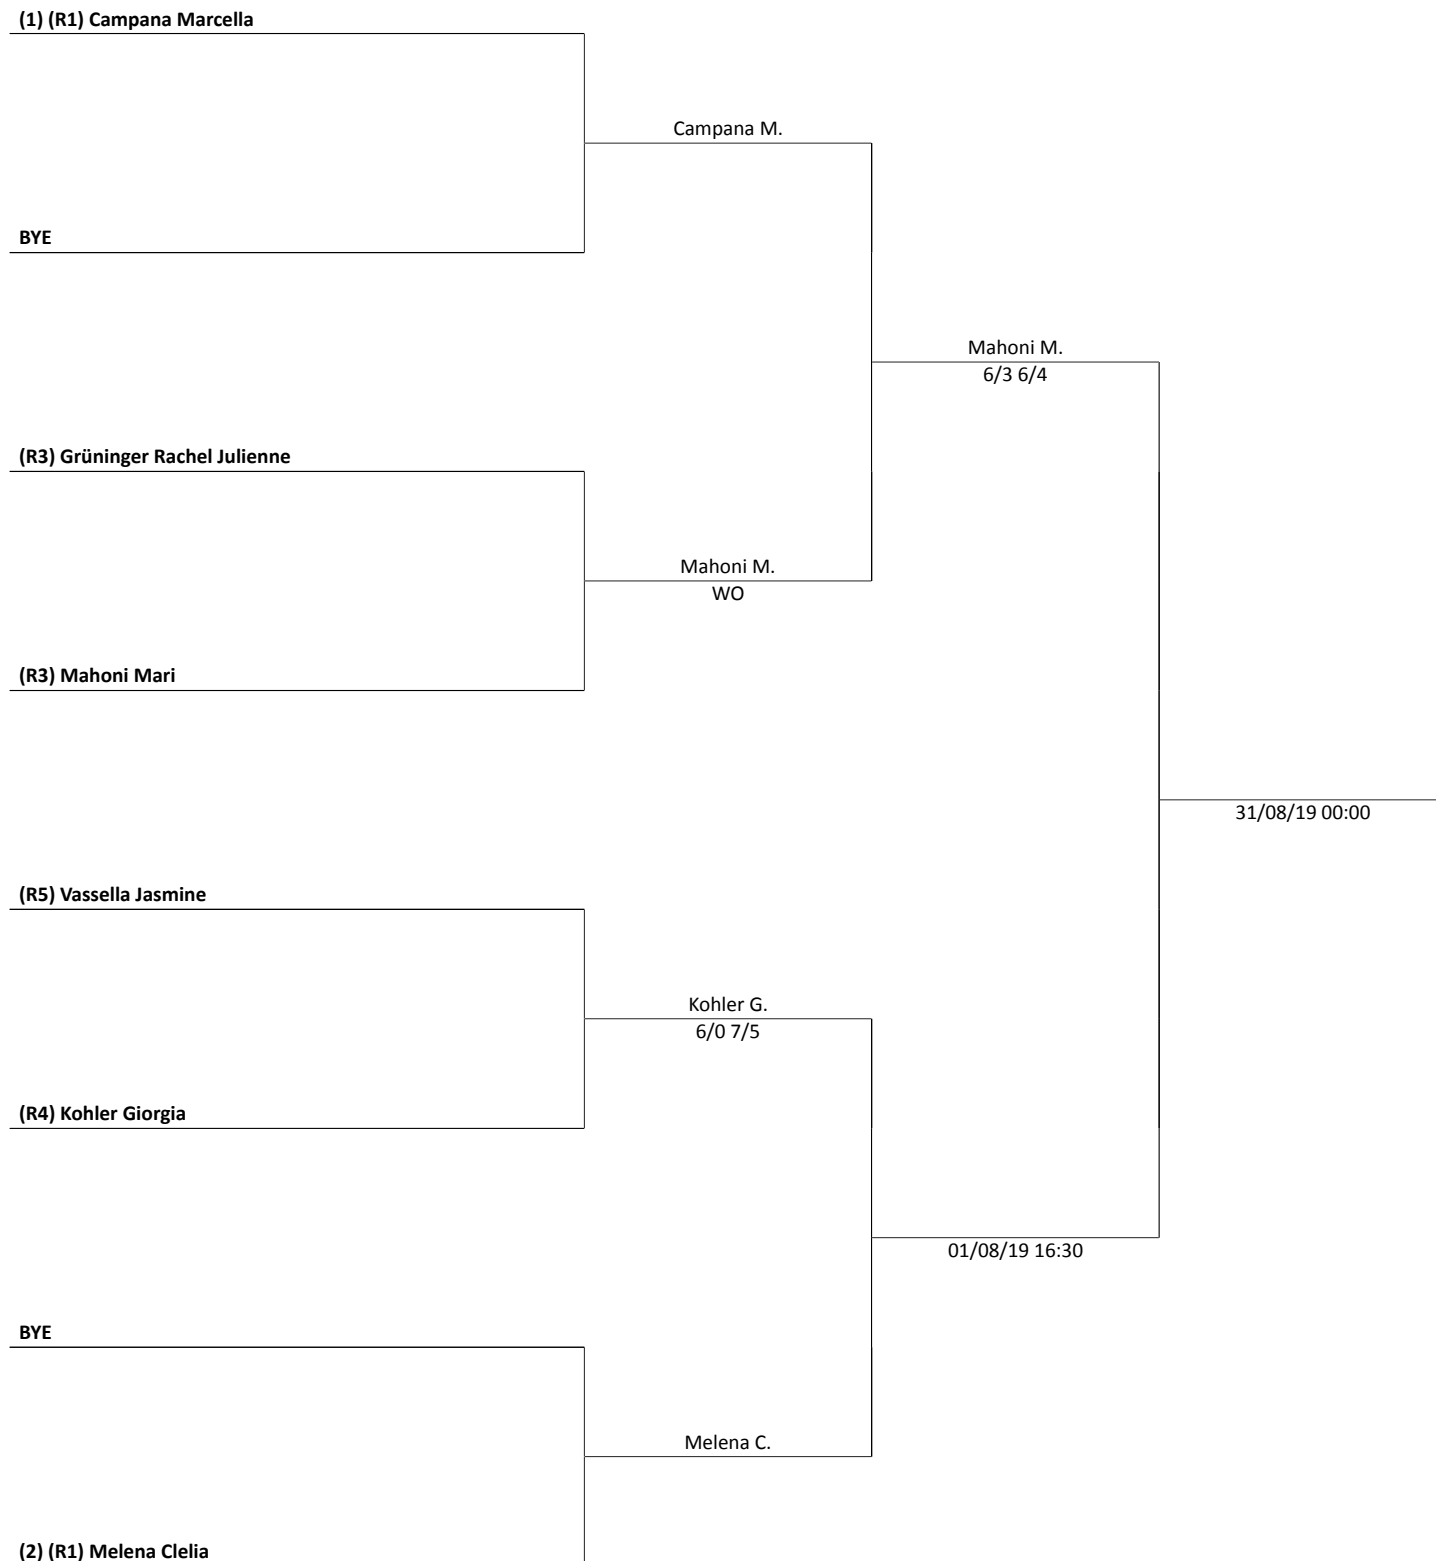 (1) (R1) Campana Marcella
Campana M.
BYE
Mahoni M.
6/3 6/4
(R3) Grüninger Rachel Julienne
Mahoni M.
WO
(R3) Mahoni Mari
31/08/19 00:00
(R5) Vassella Jasmine
Kohler G.
6/0 7/5
(R4) Kohler Giorgia
01/08/19 16:30
BYE
Melena C.
(2) (R1) Melena Clelia